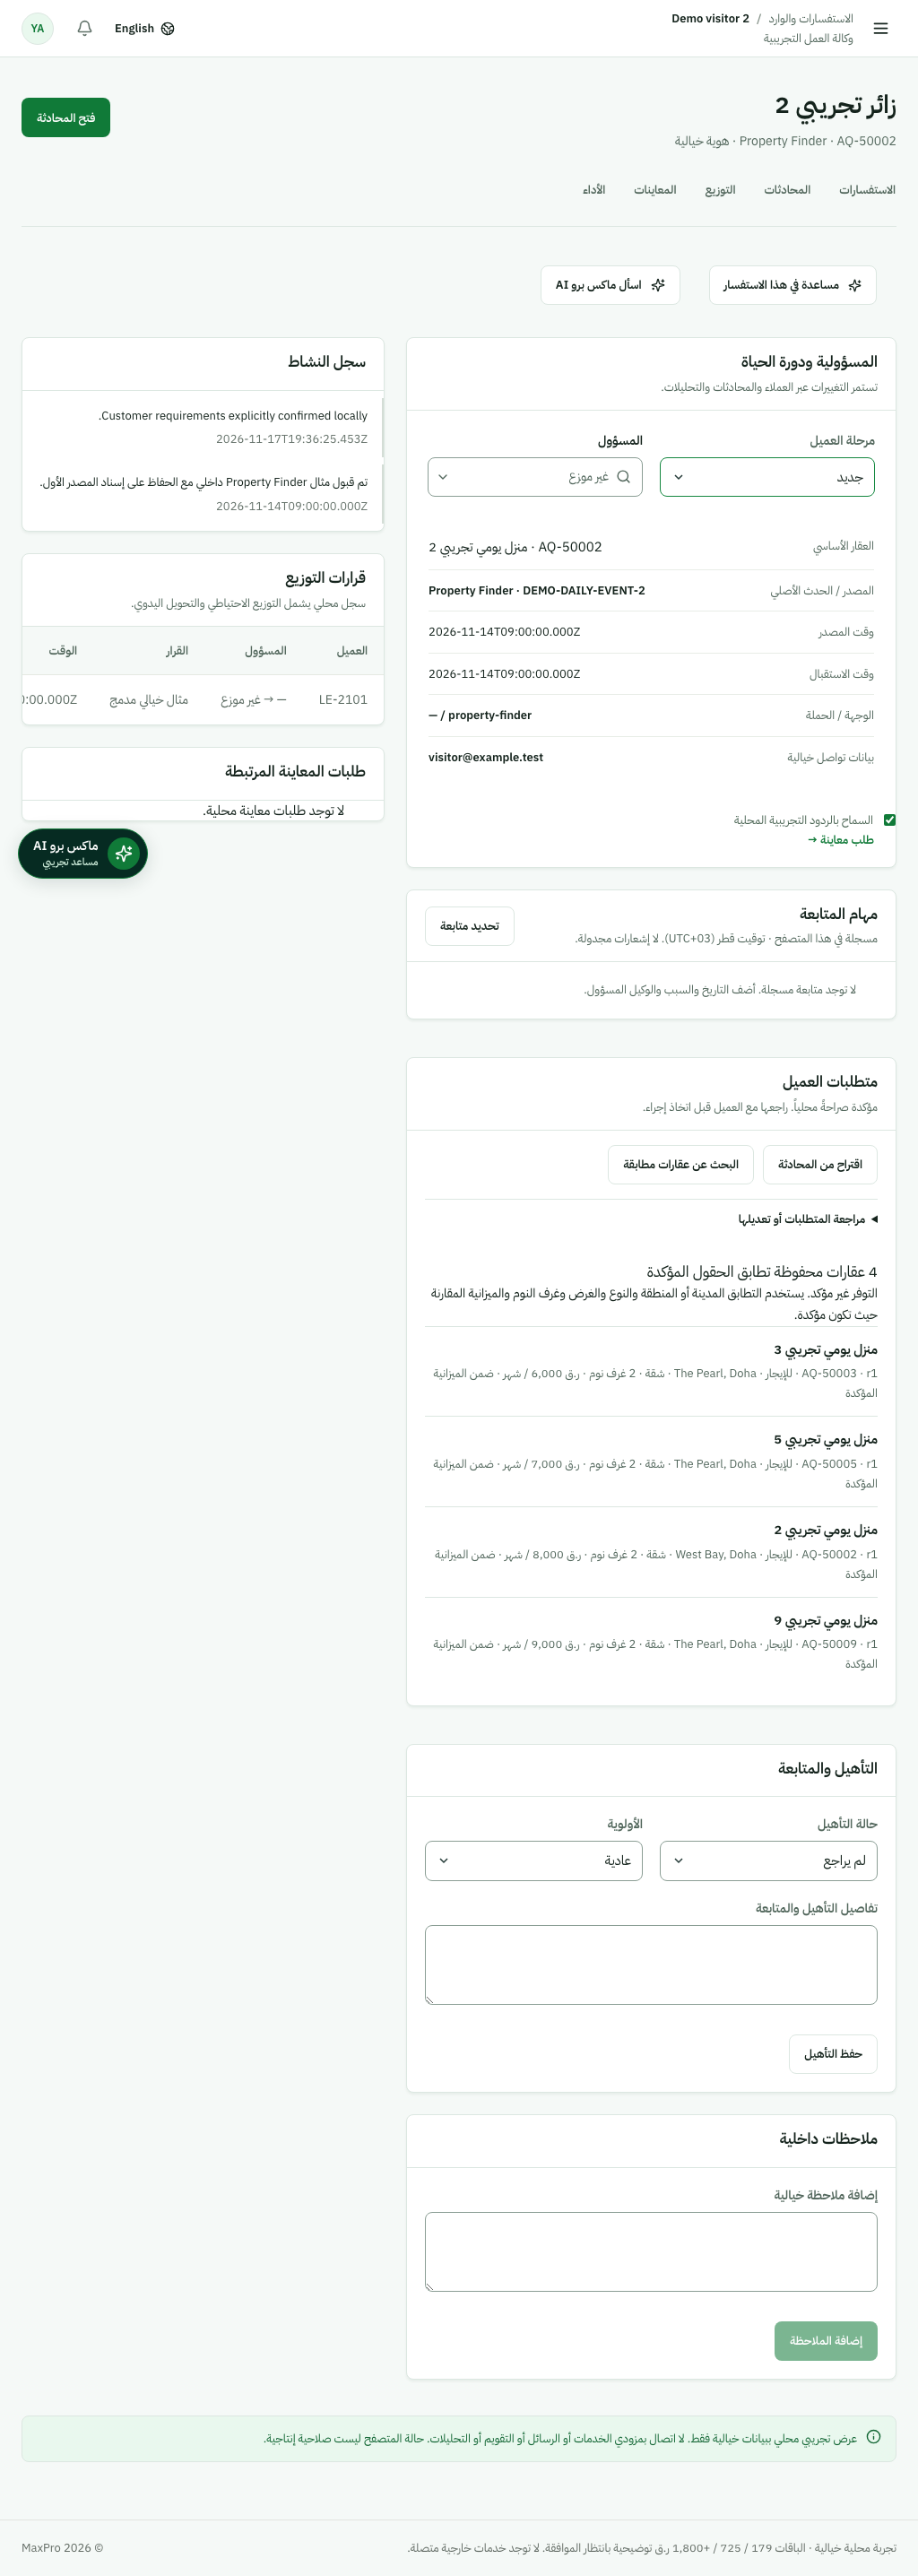 الاستفسارات والوارد / Demo visitor 2
وكالة العمل التجريبية
English
YA
زائر تجريبي 2
Property Finder · AQ-50002 · هوية خيالية
فتح المحادثة
الاستفسارات
المحادثات
التوزيع
المعاينات
الأداء
مساعدة في هذا الاستفسار
اسأل ماكس برو AI
المسؤولية ودورة الحياة
تستمر التغييرات عبر العملاء والمحادثات والتحليلات.
مرحلة العميل
المسؤول
جديد
غير موزع
العقار الأساسي
AQ-50002 · منزل يومي تجريبي 2
المصدر / الحدث الأصلي
Property Finder · DEMO-DAILY-EVENT-2
وقت المصدر
2026-11-14T09:00:00.000Z
وقت الاستقبال
2026-11-14T09:00:00.000Z
الوجهة / الحملة
— / property-finder
بيانات تواصل خيالية
visitor@example.test
السماح بالردود التجريبية المحلية
طلب معاينة →
سجل النشاط
Customer requirements explicitly confirmed locally.
2026-11-17T19:36:25.453Z
تم قبول مثال Property Finder داخلي مع الحفاظ على إسناد المصدر الأول.
2026-11-14T09:00:00.000Z
قرارات التوزيع
سجل محلي يشمل التوزيع الاحتياطي والتحويل اليدوي.
العميل
المسؤول
القرار
الوقت
LE-2101
— → غير موزع
مثال خيالي مدمج
0:00.000Z
طلبات المعاينة المرتبطة
لا توجد طلبات معاينة محلية.
ماكس برو AI
مساعد تجريبي
مهام المتابعة
مسجلة في هذا المتصفح · توقيت قطر (UTC+03). لا إشعارات مجدولة.
تحديد متابعة
لا توجد متابعة مسجلة. أضف التاريخ والسبب والوكيل المسؤول.
متطلبات العميل
مؤكدة صراحةً محلياً. راجعها مع العميل قبل اتخاذ إجراء.
اقتراح من المحادثة
البحث عن عقارات مطابقة
مراجعة المتطلبات أو تعديلها
4 عقارات محفوظة تطابق الحقول المؤكدة
التوفر غير مؤكد. يستخدم التطابق المدينة أو المنطقة والنوع والغرض وغرف النوم والميزانية المقارنة
حيث تكون مؤكدة.
منزل يومي تجريبي 3
AQ-50003 · r1 · للإيجار · The Pearl, Doha · شقة · 2 غرف نوم · ر.ق 6,000 / شهر · ضمن الميزانية
المؤكدة
منزل يومي تجريبي 5
AQ-50005 · r1 · للإيجار · The Pearl, Doha · شقة · 2 غرف نوم · ر.ق 7,000 / شهر · ضمن الميزانية
المؤكدة
منزل يومي تجريبي 2
AQ-50002 · r1 · للإيجار · West Bay, Doha · شقة · 2 غرف نوم · ر.ق 8,000 / شهر · ضمن الميزانية
المؤكدة
منزل يومي تجريبي 9
AQ-50009 · r1 · للإيجار · The Pearl, Doha · شقة · 2 غرف نوم · ر.ق 9,000 / شهر · ضمن الميزانية
المؤكدة
التأهيل والمتابعة
حالة التأهيل
الأولوية
لم يراجع
عادية
تفاصيل التأهيل والمتابعة
حفظ التأهيل
ملاحظات داخلية
إضافة ملاحظة خيالية
إضافة الملاحظة
عرض تجريبي محلي ببيانات خيالية فقط. لا اتصال بمزودي الخدمات أو الرسائل أو التقويم أو التحليلات. حالة المتصفح ليست صلاحية إنتاجية.
تجربة محلية خيالية · الباقات 179 / 725 / +1,800 ر.ق توضيحية بانتظار الموافقة. لا توجد خدمات خارجية متصلة.
© 2026 MaxPro